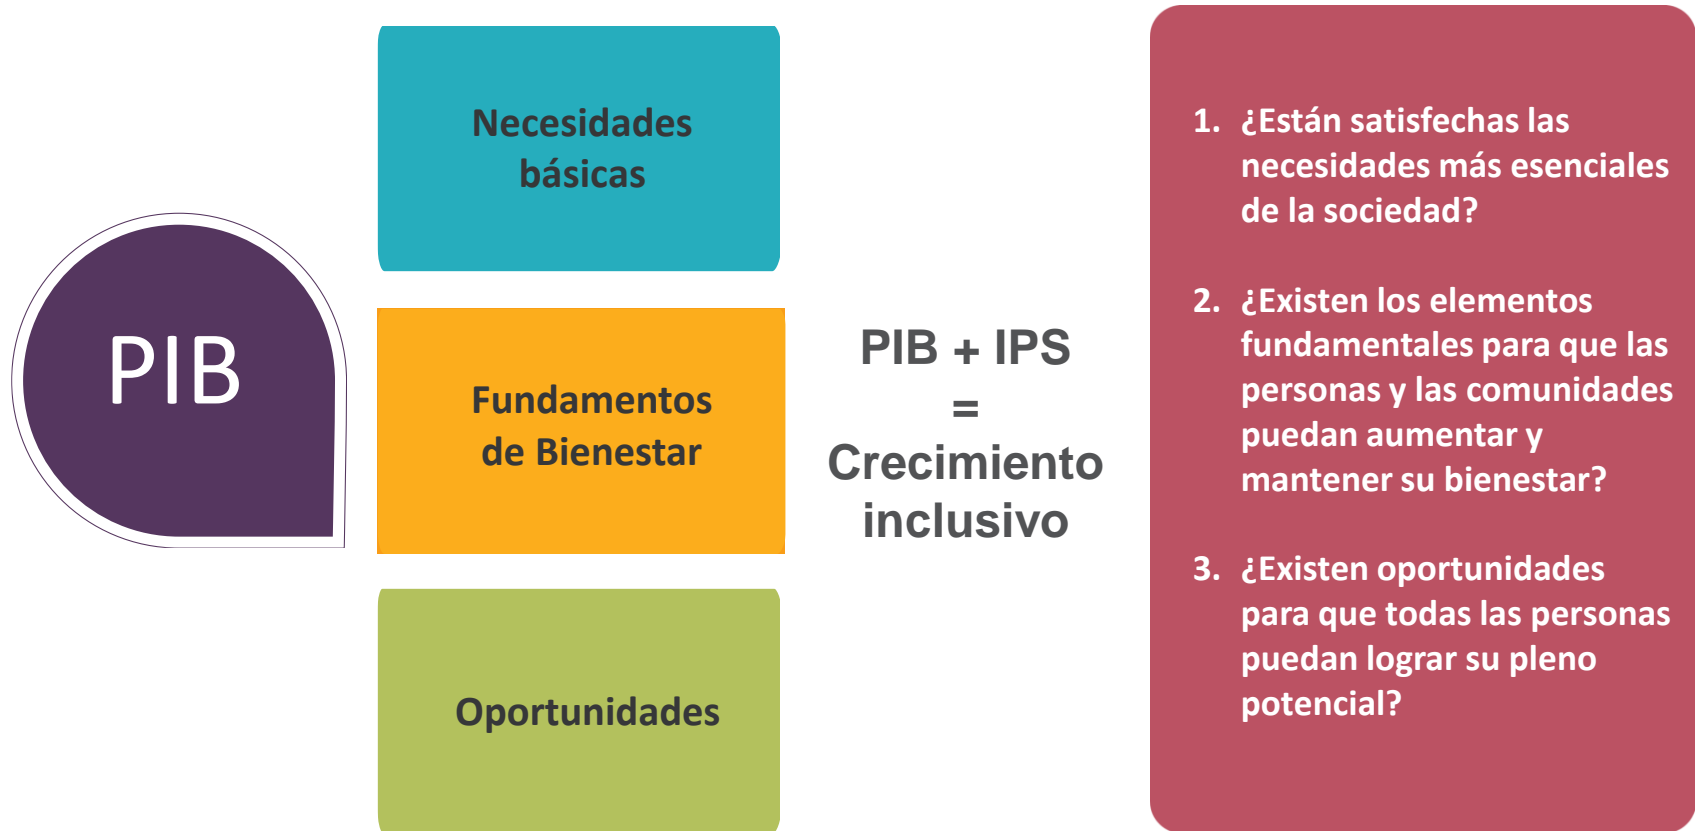 PIB
Necesidades
básicas
Fundamentos
de Bienestar
Oportunidades
PIB + IPS
=
Crecimiento
inclusivo
1. ¿Están satisfechas las
necesidades más esenciales
de la sociedad?
2. ¿Existen los elementos
fundamentales para que las
personas y las comunidades
puedan aumentar y
mantener su bienestar?
3. ¿Existen oportunidades
para que todas las personas
puedan lograr su pleno
potencial?